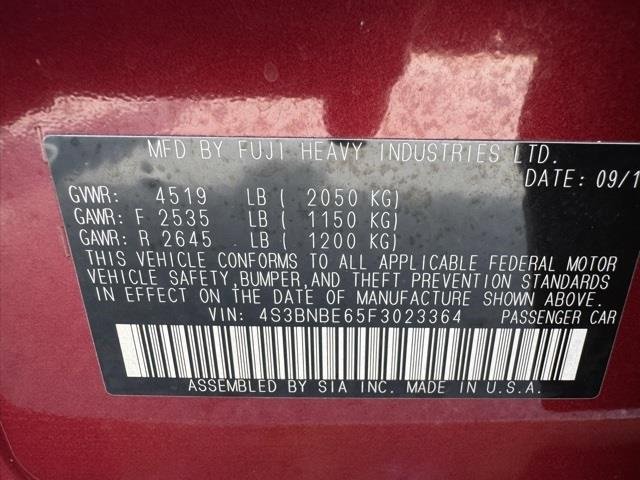 MFD BY FUJI HEAVY INDUSTRIES LTD.
DATE: 09/1
GVWR: 4519 LB ( 2050 KG)
GAWR: F 2535 LB ( 1150 KG)
GAWR: R 2645 LB ( 1200 KG)
THIS VEHICLE CONFORMS TO ALL APPLICABLE FEDERAL MOTOR
VEHICLE SAFETY,BUMPER,AND THEFT PREVENTION STANDARDS
IN EFFECT ON THE DATE OF MANUFACTURE SHOWN ABOVE.
VIN: 4S3BNBE65F3023364 PASSENGER CAR
ASSEMBLED BY SIA INC. MADE IN U.S.A.